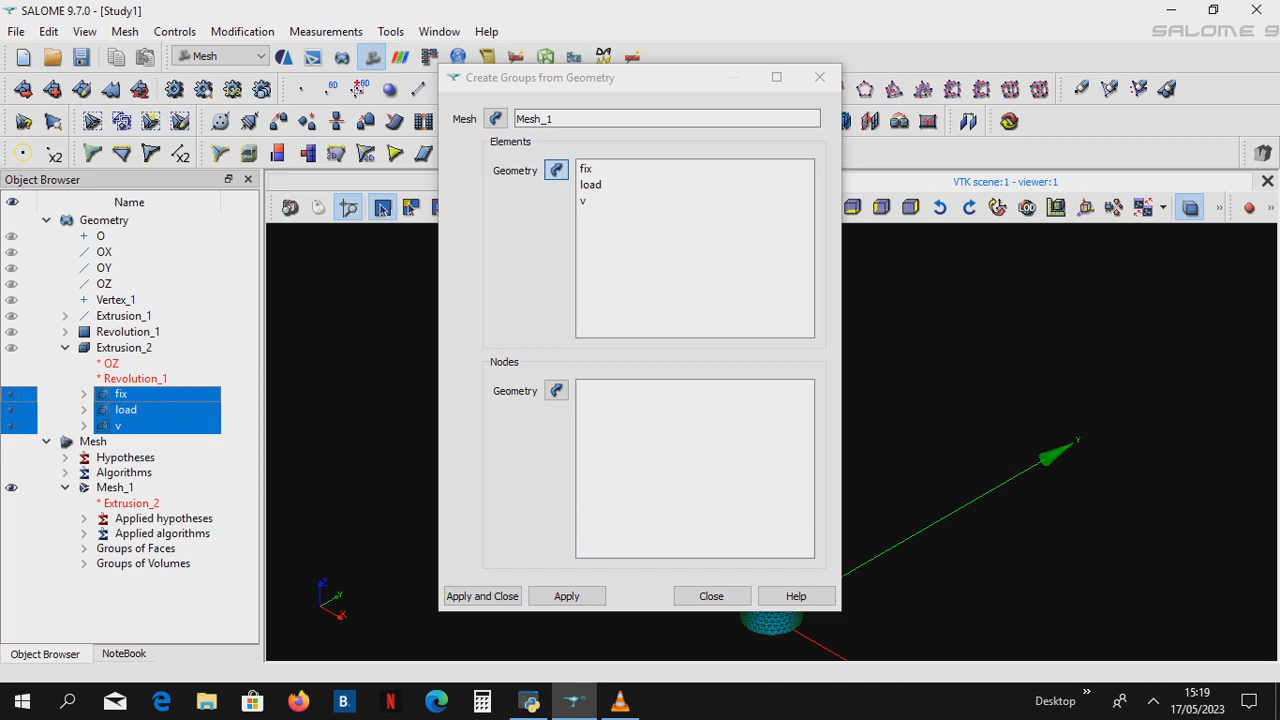 SALOME 9.7.0 - [Study1]
File Edit View Mesh Controls Modification Measurements Tools Window Help
SALOME 9
Mesh
Create Groups from Geometry
Mesh Mesh_1
Elements
Geometry
fix
load
v
Nodes
Geometry
Apply and Close Apply Close Help
Object Browser
Name
Geometry
O
OX
OY
OZ
Vertex_1
Extrusion_1
Revolution_1
Extrusion_2
* OZ
* Revolution_1
fix
load
v
Mesh
Hypotheses
Algorithms
Mesh_1
* Extrusion_2
Applied hypotheses
Applied algorithms
Groups of Faces
Groups of Volumes
Object Browser NoteBook
VTK scene:1 - viewer:1
Y
Z
Y
X
Desktop
15:19
17/05/2023